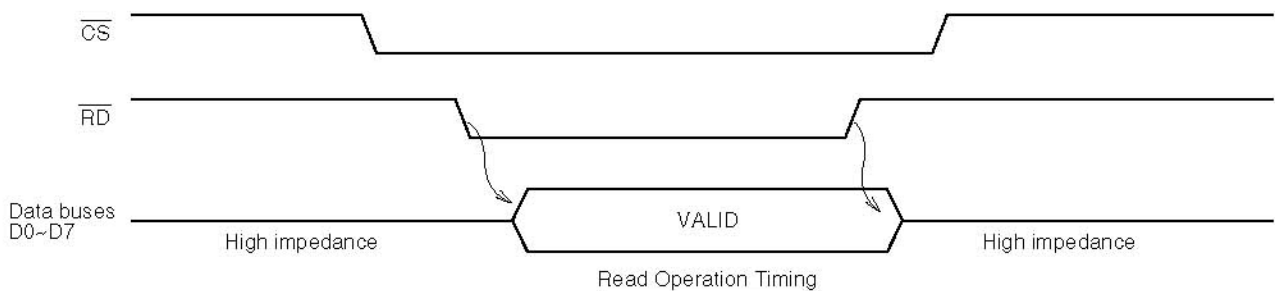 CS
RD
Data buses
D0~D7
VALID
High impedance
High impedance
Read Operation Timing